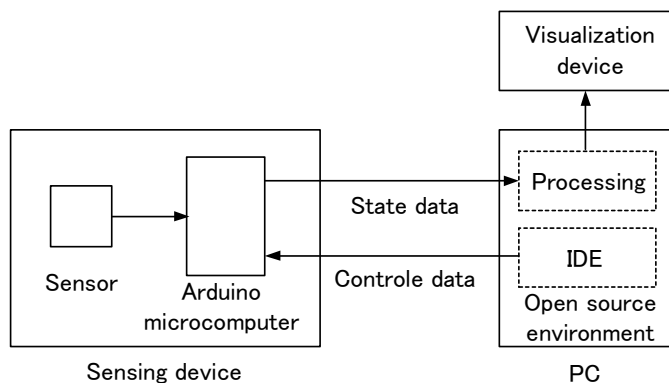 Visualization
device
Processing
State data
IDE
Sensor
Arduino
microcomputer
Controle data
Open source
environment
Sensing device
PC